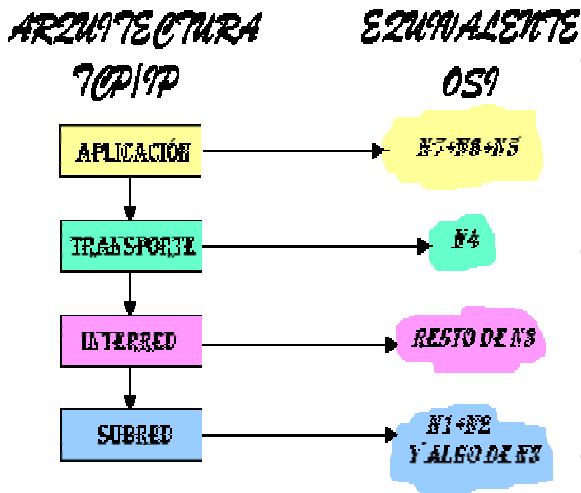 ARQUITECTURA
TCP/IP
EQUIVALENTE
OSI
APLICACIÓN
N7+N6+N5
TRANSPORTE
N4
INTERRED
RESTO DE N3
SUBRED
N1+N2
Y ALGO DE N3